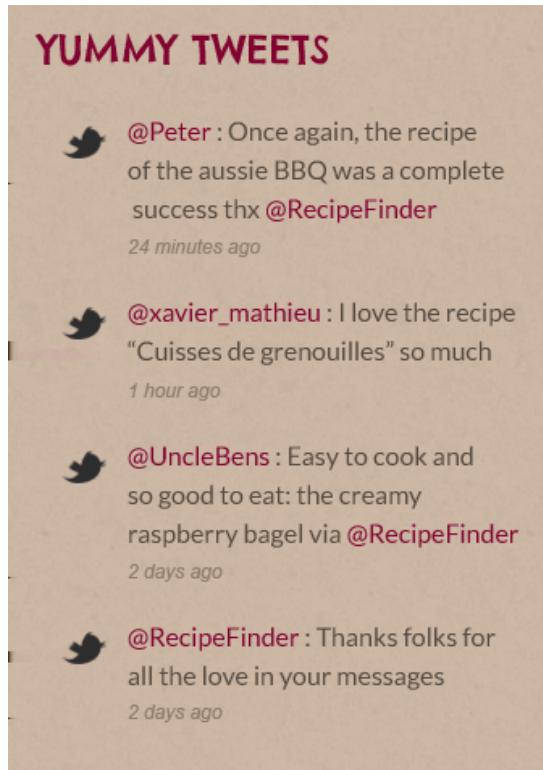 YUMMY TWEETS
@Peter : Once again, the recipe
of the aussie BBQ was a complete
success thx @RecipeFinder
24 minutes ago
@xavier_mathieu : I love the recipe
“Cuisses de grenouilles” so much
1 hour ago
@UncleBens : Easy to cook and
so good to eat: the creamy
raspberry bagel via @RecipeFinder
2 days ago
@RecipeFinder : Thanks folks for
all the love in your messages
2 days ago